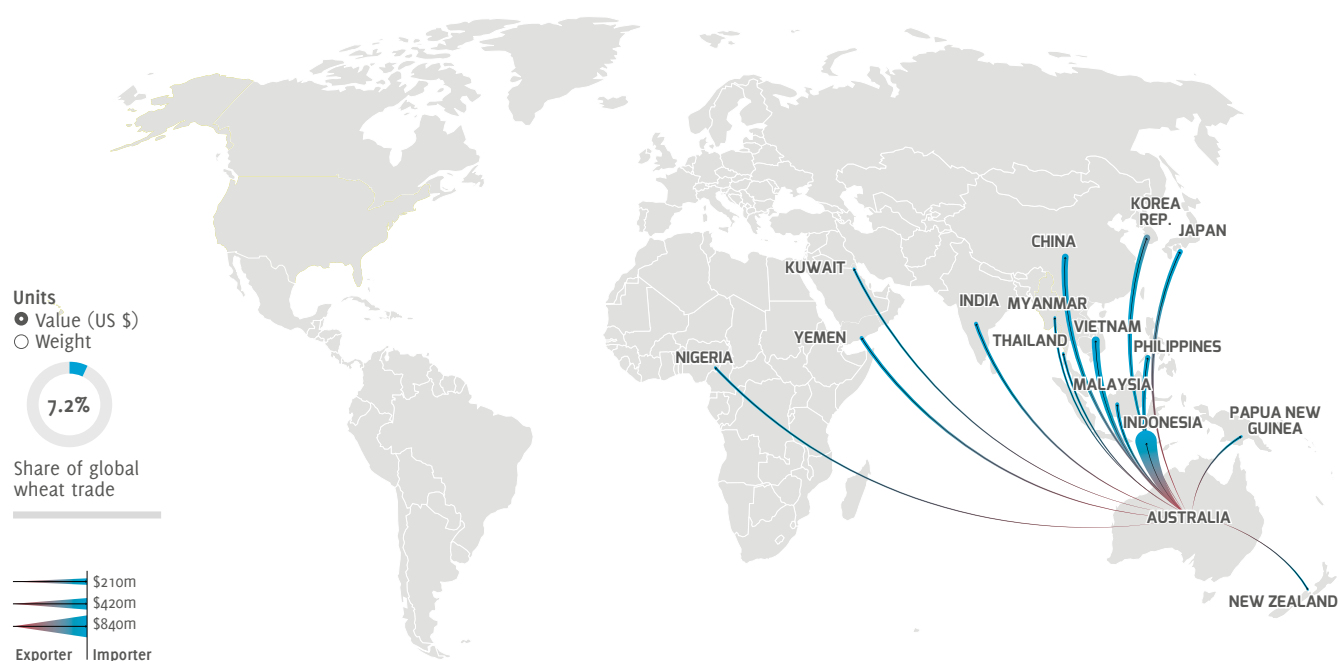 KOREA
REP.
JAPAN
CHINA
KUWAIT
INDIA
MYANMAR
VIETNAM
THAILAND
YEMEN
PHILIPPINES
NIGERIA
MALAYSIA
INDONESIA
PAPUA NEW
GUINEA
AUSTRALIA
NEW ZEALAND
Units
Value (US $)
Weight
7.2%
Share of global
wheat trade
$210m
$420m
$840m
Exporter
Importer